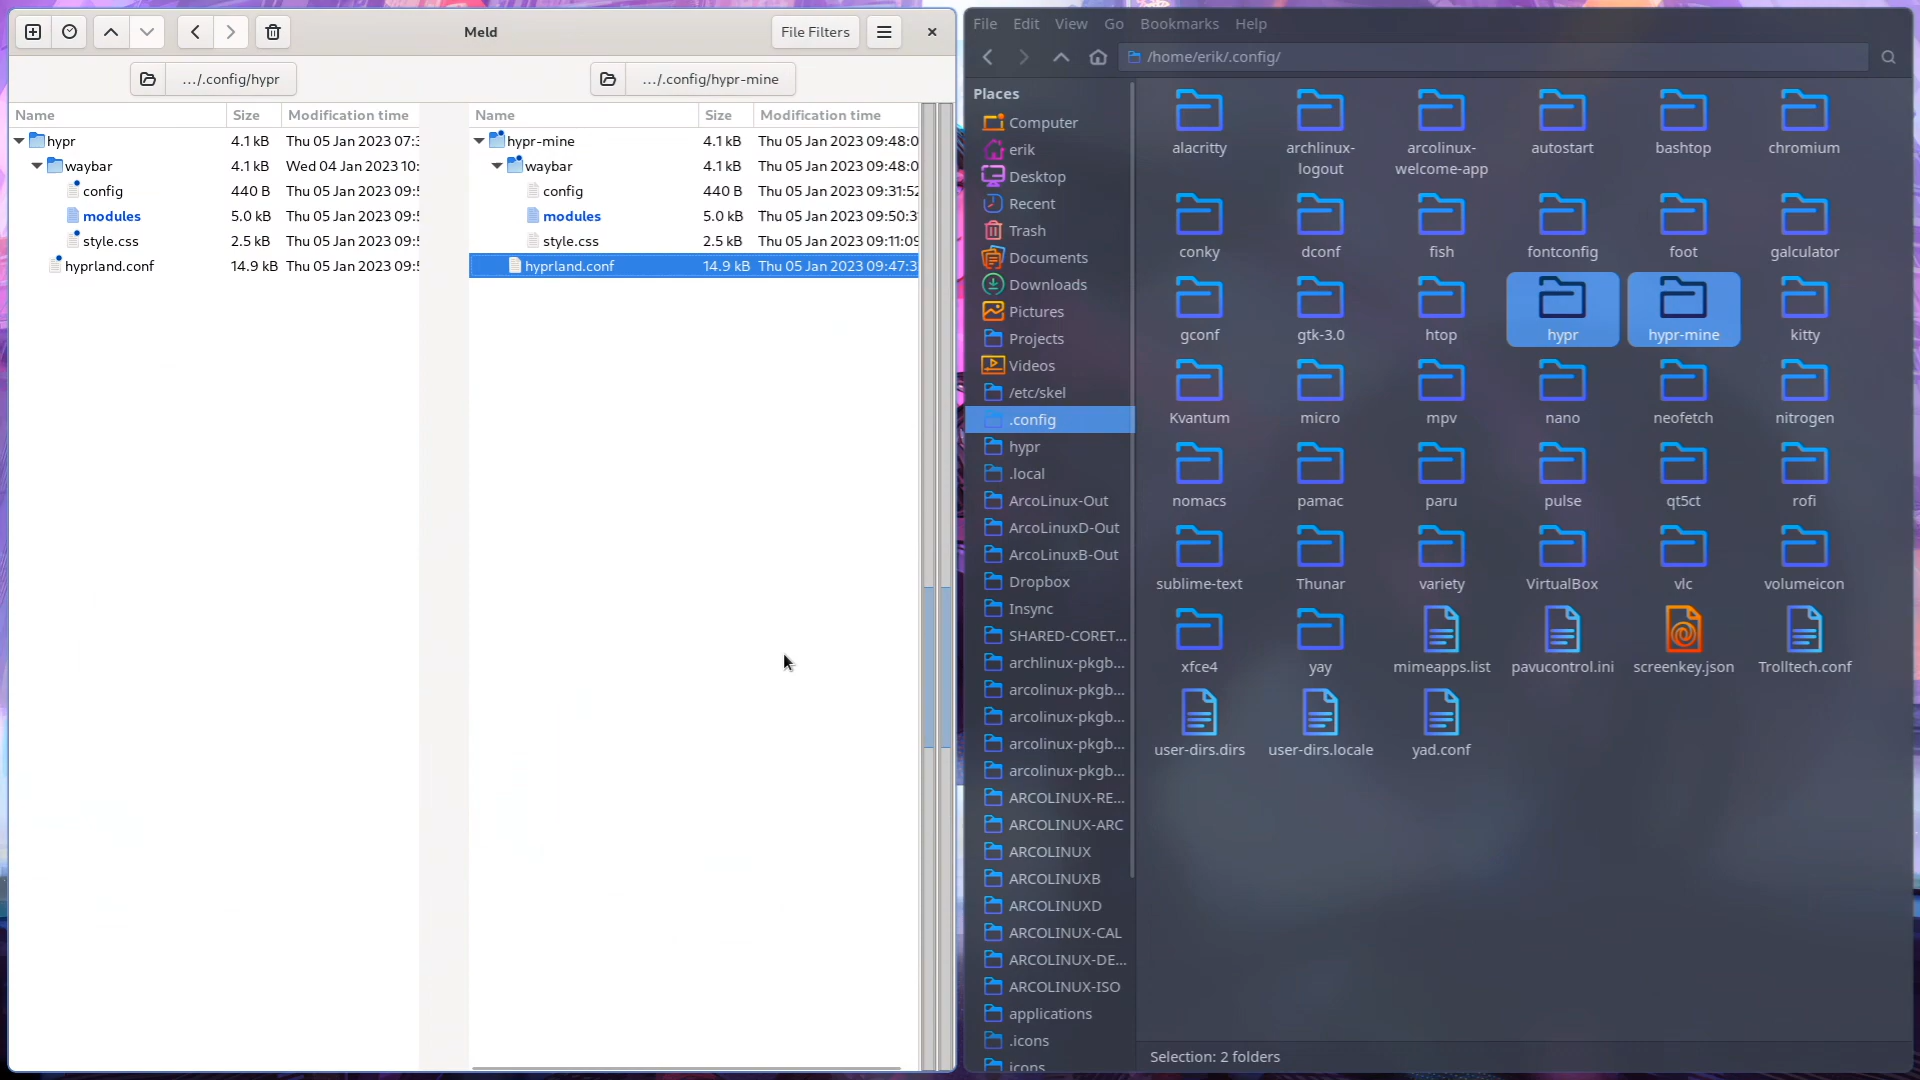 Meld
File Filters
.../.config/hypr
.../.config/hypr-mine
Name Size Modification time
hypr 4.1 kB Thu 05 Jan 2023 07:3
waybar 4.1 kB Wed 04 Jan 2023 10:
config 440 B Thu 05 Jan 2023 09:5
modules 5.0 kB Thu 05 Jan 2023 09:5
style.css 2.5 kB Thu 05 Jan 2023 09:5
hyprland.conf 14.9 kB Thu 05 Jan 2023 09:5
Name Size Modification time
hypr-mine 4.1 kB Thu 05 Jan 2023 09:48:0
waybar 4.1 kB Thu 05 Jan 2023 09:48:0
config 440 B Thu 05 Jan 2023 09:31:52
modules 5.0 kB Thu 05 Jan 2023 09:50:3
style.css 2.5 kB Thu 05 Jan 2023 09:11:09
hyprland.conf 14.9 kB Thu 05 Jan 2023 09:47:3
File Edit View Go Bookmarks Help
/home/erik/.config/
Places
Computer
erik
Desktop
Recent
Trash
Documents
Downloads
Pictures
Projects
Videos
/etc/skel
.config
hypr
.local
ArcoLinux-Out
ArcoLinuxD-Out
ArcoLinuxB-Out
Dropbox
Insync
SHARED-CORET...
archlinux-pkgb...
arcolinux-pkgb...
arcolinux-pkgb...
arcolinux-pkgb...
arcolinux-pkgb...
ARCOLINUX-RE...
ARCOLINUX-ARC
ARCOLINUX
ARCOLINUXB
ARCOLINUXD
ARCOLINUX-CAL
ARCOLINUX-DE...
ARCOLINUX-ISO
applications
.icons
icons
alacritty archlinux-logout arcolinux-welcome-app autostart bashtop chromium
conky dconf fish fontconfig foot galculator
gconf gtk-3.0 htop hypr hypr-mine kitty
Kvantum micro mpv nano neofetch nitrogen
nomacs pamac paru pulse qt5ct rofi
sublime-text Thunar variety VirtualBox vlc volumeicon
xfce4 yay mimeapps.list pavucontrol.ini screenkey.json Trolltech.conf
user-dirs.dirs user-dirs.locale yad.conf
Selection: 2 folders